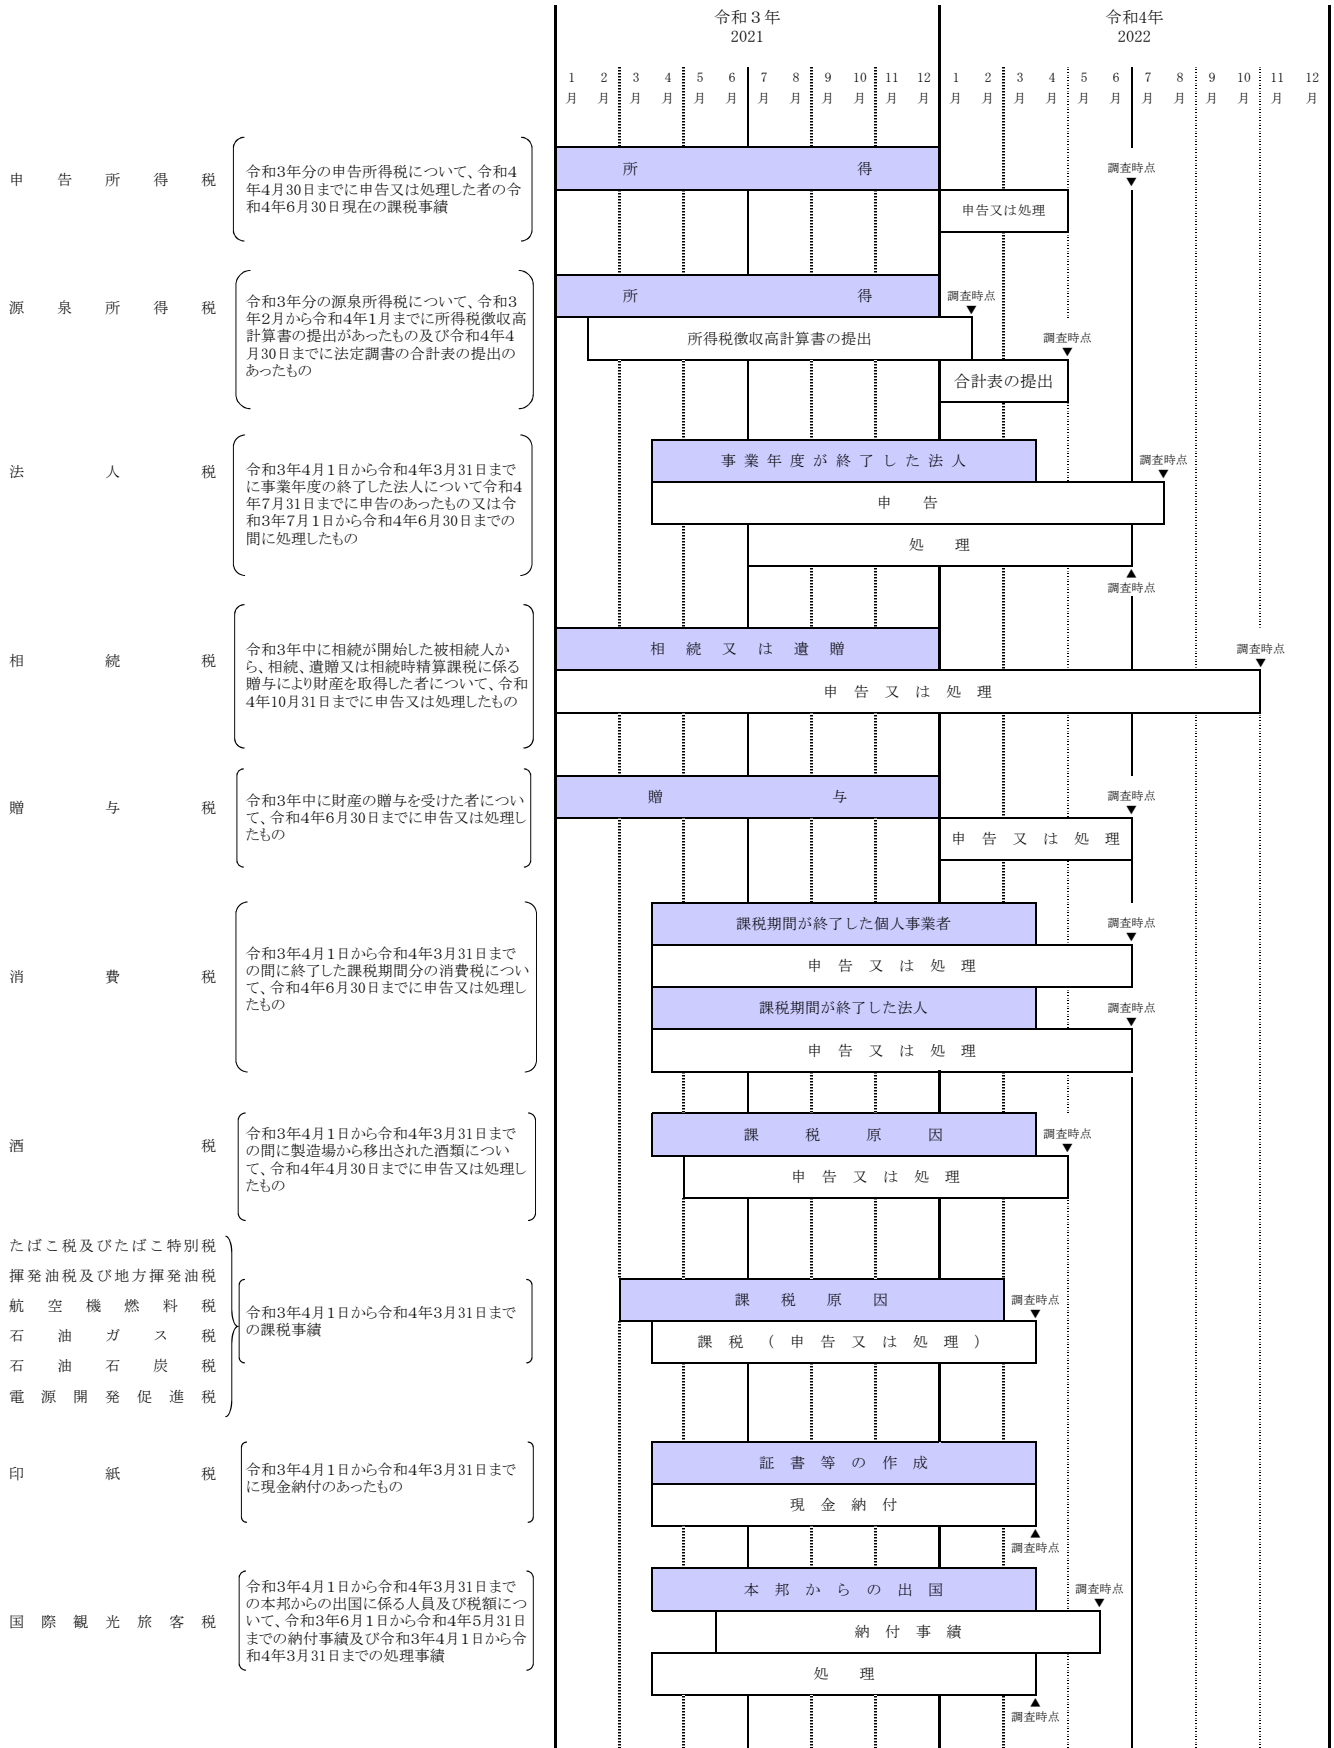 令和３年
2021
令和4年
2022
1 2 3 4 5 6 7 8 9 10 11 12 1 2 3 4 5 6 7 8 9 10 11 12
月 月 月 月 月 月 月 月 月 月 月 月 月 月 月 月 月 月 月 月 月 月 月 月
申告所得税
令和3年分の申告所得税について、令和4
年4月30日までに申告又は処理した者の令
和4年6月30日現在の課税事績
所得
調査時点
▼
申告又は処理
源泉所得税
令和3年分の源泉所得税について、令和3
年2月から令和4年1月までに所得税徴収高
計算書の提出があったもの及び令和4年4
月30日までに法定調書の合計表の提出の
あったもの
所得
調査時点
▼
所得税徴収高計算書の提出
調査時点
▼
合計表の提出
法人税
令和3年4月1日から令和4年3月31日まで
に事業年度の終了した法人について令和4
年7月31日までに申告のあったもの又は令
和3年7月1日から令和4年6月30日までの
間に処理したもの
事業年度が終了した法人
調査時点
▼
申告
処理
▲
調査時点
相続税
令和3年中に相続が開始した被相続人か
ら、相続、遺贈又は相続時精算課税に係る
贈与により財産を取得した者について、令和
4年10月31日までに申告又は処理したもの
相続又は遺贈
調査時点
▼
申告又は処理
贈与税
令和3年中に財産の贈与を受けた者につい
て、令和4年6月30日までに申告又は処理し
たもの
贈与
調査時点
▼
申告又は処理
消費税
令和3年4月1日から令和4年3月31日まで
の間に終了した課税期間分の消費税につい
て、令和4年6月30日までに申告又は処理し
たもの
課税期間が終了した個人事業者
調査時点
▼
申告又は処理
課税期間が終了した法人
調査時点
▼
申告又は処理
酒税
令和3年4月1日から令和4年3月31日まで
の間に製造場から移出された酒類につい
て、令和4年4月30日までに申告又は処理し
たもの
課税原因
調査時点
▼
申告又は処理
たばこ税及びたばこ特別税
揮発油税及び地方揮発油税
航空機燃料税
石油ガス税
石油石炭税
電源開発促進税
令和3年4月1日から令和4年3月31日まで
の課税事績
課税原因
調査時点
▼
課税（申告又は処理）
印紙税
令和3年4月1日から令和4年3月31日まで
に現金納付のあったもの
証書等の作成
現金納付
▲
調査時点
国際観光旅客税
令和3年4月1日から令和4年3月31日まで
の本邦からの出国に係る人員及び税額につ
いて、令和3年6月1日から令和4年5月31日
までの納付事績及び令和3年4月1日から令
和4年3月31日までの処理事績
本邦からの出国
調査時点
▼
納付事績
処理
▲
調査時点